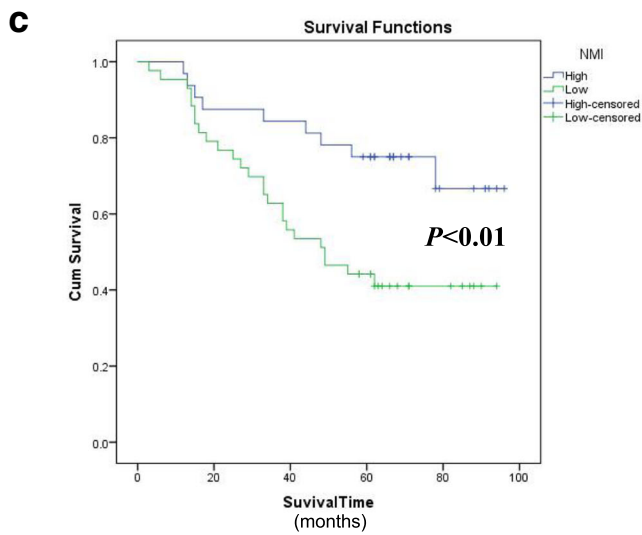 c
Survival Functions
NMI
High
Low
High-censored
Low-censored
1.0
0.8
0.6
0.4
0.2
0.0
Cum Survival
P<0.01
0 20 40 60 80 100
SuvivalTime
(months)